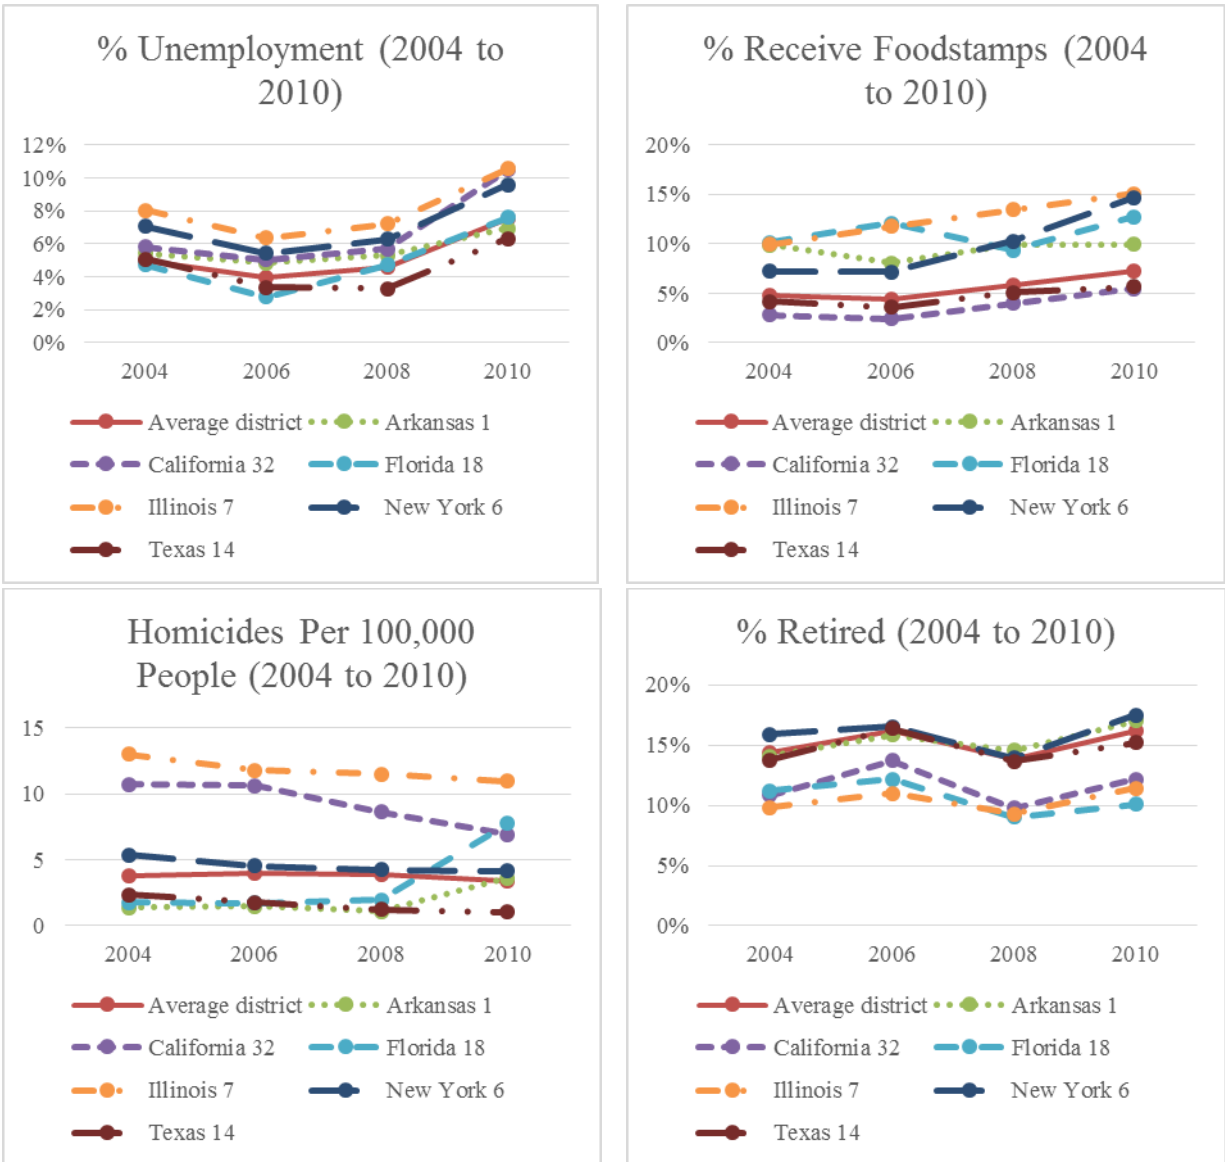 % Unemployment (2004 to
2010)
12%
10%
8%
6%
4%
2%
0%
2004 2006 2008 2010
Average district Arkansas 1
California 32 Florida 18
Illinois 7 New York 6
Texas 14
% Receive Foodstamps (2004
to 2010)
20%
15%
10%
5%
0%
2004 2006 2008 2010
Average district Arkansas 1
California 32 Florida 18
Illinois 7 New York 6
Texas 14
Homicides Per 100,000
People (2004 to 2010)
15
10
5
0
2004 2006 2008 2010
Average district Arkansas 1
California 32 Florida 18
Illinois 7 New York 6
Texas 14
% Retired (2004 to 2010)
20%
15%
10%
5%
0%
2004 2006 2008 2010
Average district Arkansas 1
California 32 Florida 18
Illinois 7 New York 6
Texas 14